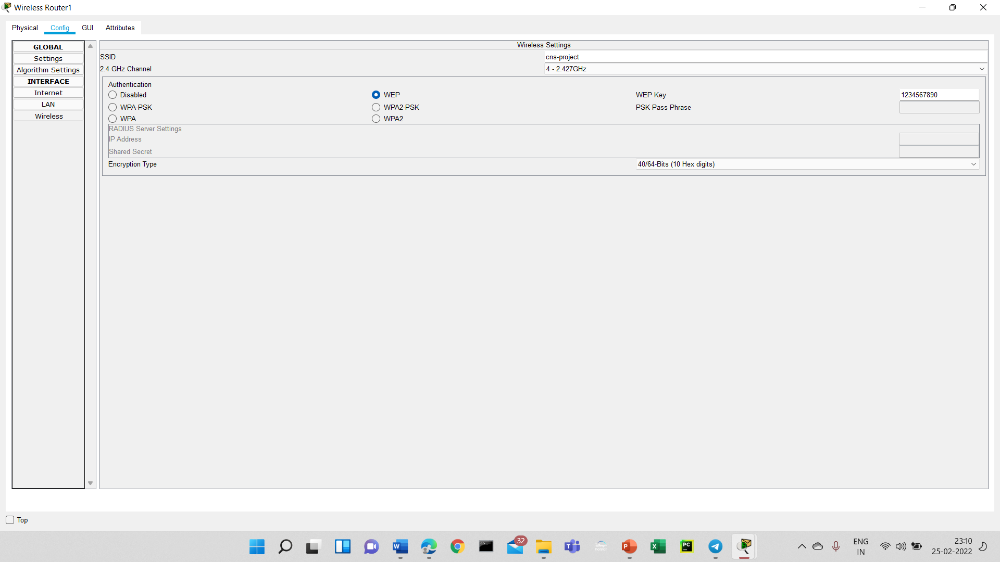 Wireless Router1
Physical Config GUI Attributes
GLOBAL
Settings
Algorithm Settings
INTERFACE
Internet
LAN
Wireless
Wireless Settings
SSID cns-project
2.4 GHz Channel 4 - 2.427GHz
Authentication
Disabled WEP WEP Key 1234567890
WPA-PSK WPA2-PSK PSK Pass Phrase
WPA WPA2
RADIUS Server Settings
IP Address
Shared Secret
Encryption Type 40/64-Bits (10 Hex digits)
Top
32
ENG
IN
23:10
25-02-2022